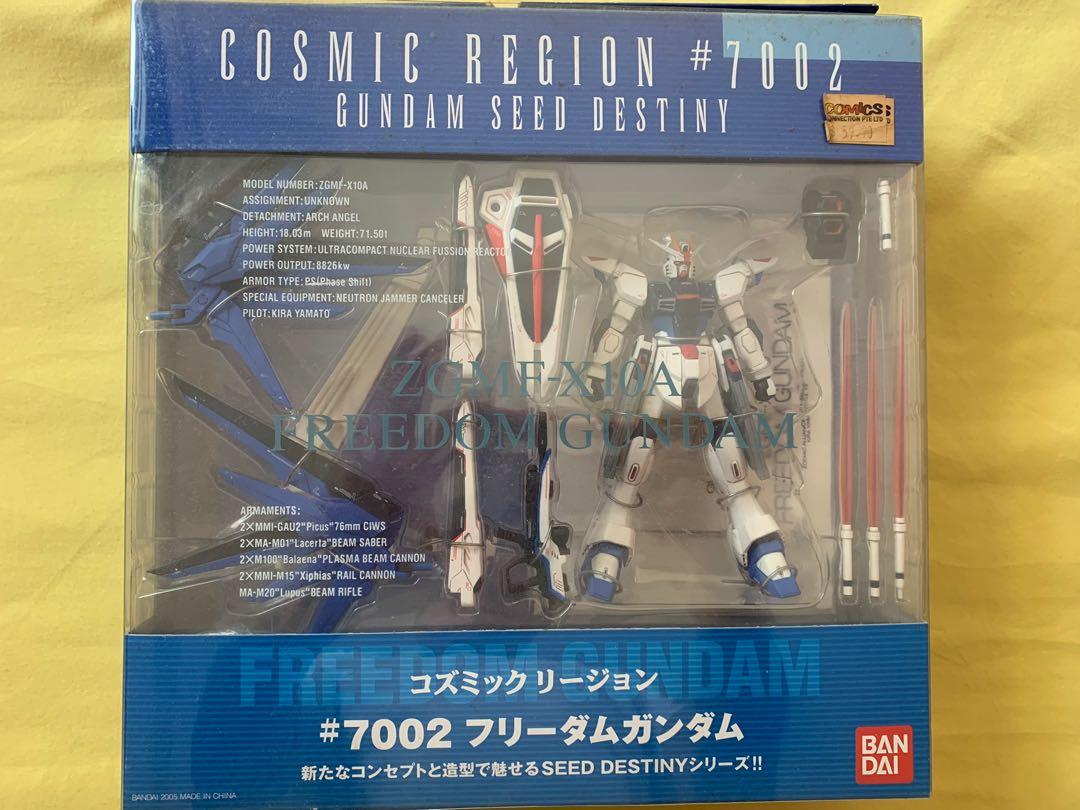 COSMIC REGION #7002
GUNDAM SEED DESTINY
COMICS
NNECTION PTE LTD
MODEL NUMBER:ZGMF-X10A
ASSIGNMENT:UNKNOWN
DETACHMENT:ARCH ANGEL
HEIGHT:18.03m WEIGHT:71.50t
POWER SYSTEM:ULTRACOMPACT NUCLEAR FUSSION REACTO
POWER OUTPUT:8826kw
ARMOR TYPE:PS(Phase Shift)
SPECIAL EQUIPMENT:NEUTRON JAMMER CANCELER
PILOT:KIRA YAMATO
ZGMF-X10A
FREEDOM GUNDAM
FREEDOM GUNDAM
ARMAMENTS:
2×MMI-GAU2"Picus"76mm CIWS
2×MA-M01"Lacerta"BEAM SABER
2×M100"Balaena"PLASMA BEAM CANNON
2×MMI-M15"Xiphias"RAIL CANNON
MA-M20"Lupus"BEAM RIFLE
FREEDOM GUNDAM
コズミック リージョン
#7002 フリーダムガンダム
新たなコンセプトと造型で魅せるSEED DESTINYシリーズ!!
BAN
DAI
BANDAI 2005 MADE IN CHINA